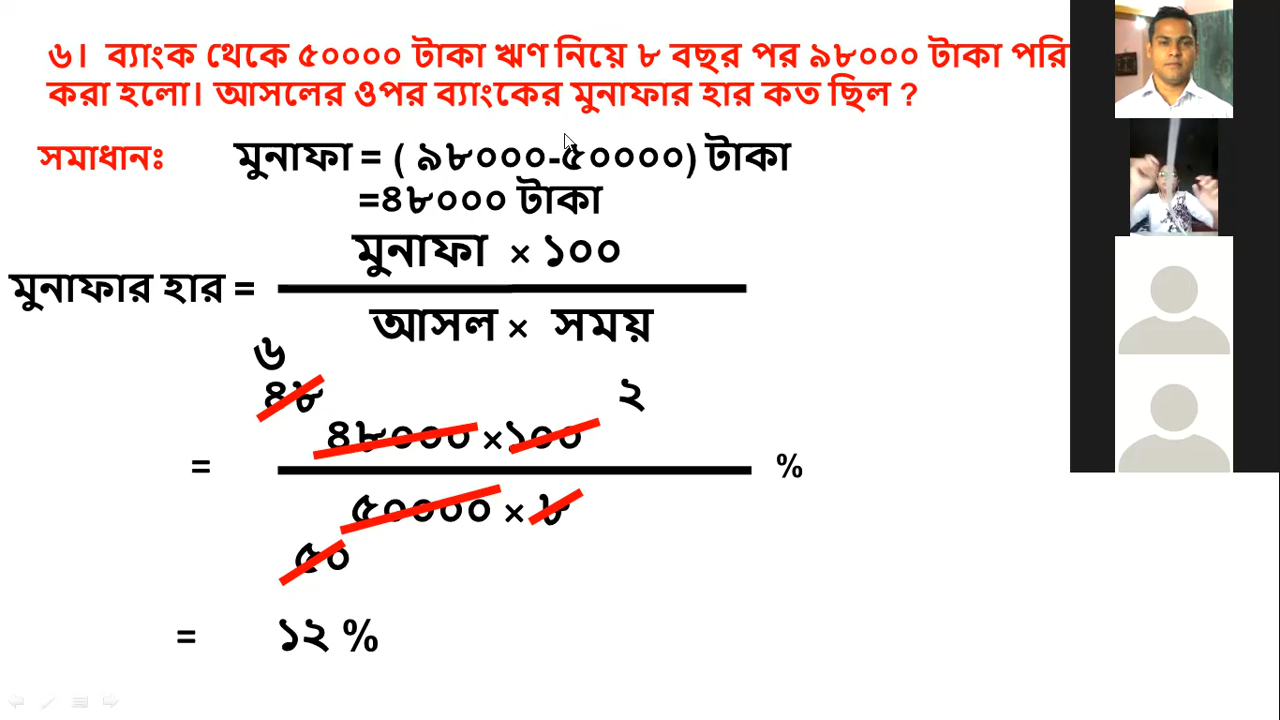 ৬। ব্যাংক থেকে ৫০০০০ টাকা ঋণ নিয়ে ৮ বছর পর ৯৮০০০ টাকা পরি
করা হলো। আসলের ওপর ব্যাংকের মুনাফার হার কত ছিল ?
সমাধানঃ মুনাফা = ( ৯৮০০০-৫০০০০) টাকা
=৪৮০০০ টাকা
মুনাফা × ১০০
মুনাফার হার =
আসল × সময়
৬
৪৮ ২
৪৮০০০ ×১০০
= %
৫০০০০ × ৮
৫০
= ১২ %